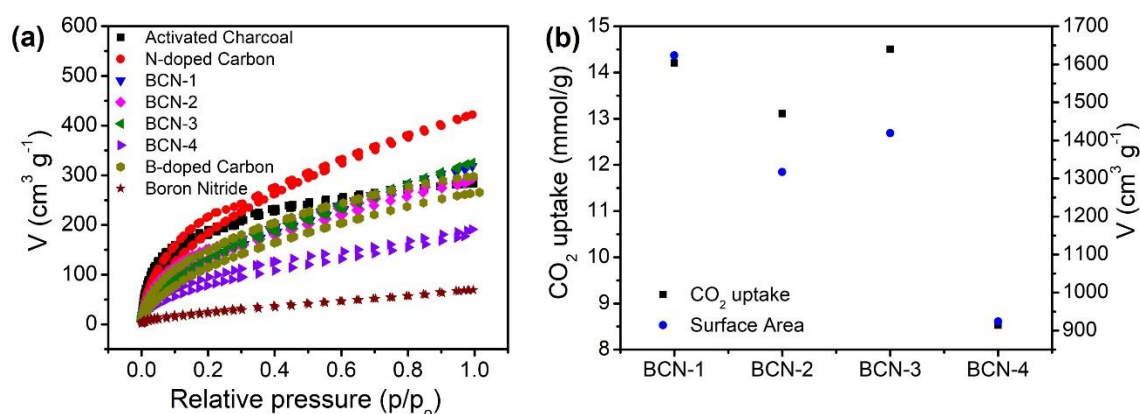 (a)
600
500
400
300
200
100
0
V (cm³ g⁻¹)
Activated Charcoal
N-doped Carbon
BCN-1
BCN-2
BCN-3
BCN-4
B-doped Carbon
Boron Nitride
0.0 0.2 0.4 0.6 0.8 1.0
Relative pressure (p/p₀)
(b)
15
14
13
12
11
10
9
8
CO₂ uptake (mmol/g)
CO₂ uptake
Surface Area
BCN-1 BCN-2 BCN-3 BCN-4
1700
1600
1500
1400
1300
1200
1100
1000
900
V (cm³ g⁻¹)